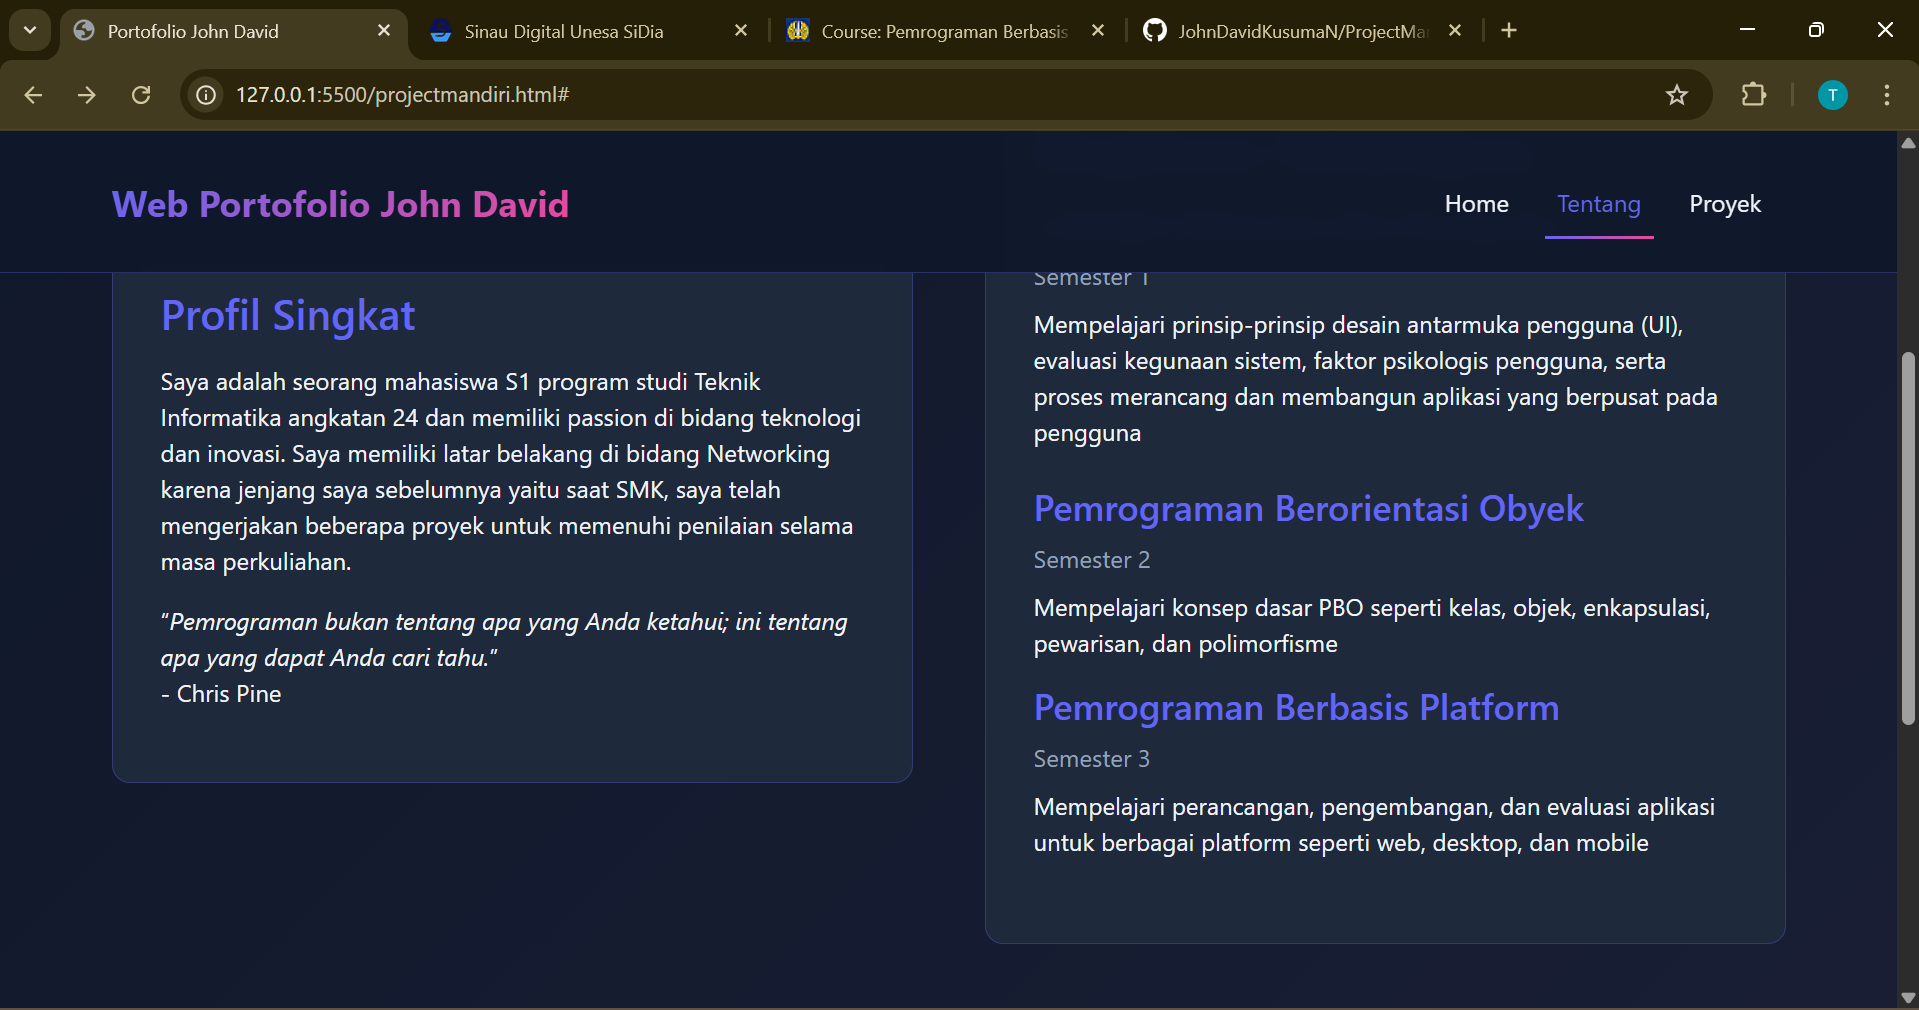 Portofolio John David
Sinau Digital Unesa SiDia
Course: Pemrograman Berbasis
JohnDavidKusumaN/ProjectMa
127.0.0.1:5500/projectmandiri.html#
T
Web Portofolio John David
Home
Tentang
Proyek
Profil Singkat
Saya adalah seorang mahasiswa S1 program studi Teknik
Informatika angkatan 24 dan memiliki passion di bidang teknologi
dan inovasi. Saya memiliki latar belakang di bidang Networking
karena jenjang saya sebelumnya yaitu saat SMK, saya telah
mengerjakan beberapa proyek untuk memenuhi penilaian selama
masa perkuliahan.
"Pemrograman bukan tentang apa yang Anda ketahui; ini tentang
apa yang dapat Anda cari tahu."
- Chris Pine
Semester 1
Mempelajari prinsip-prinsip desain antarmuka pengguna (UI),
evaluasi kegunaan sistem, faktor psikologis pengguna, serta
proses merancang dan membangun aplikasi yang berpusat pada
pengguna
Pemrograman Berorientasi Obyek
Semester 2
Mempelajari konsep dasar PBO seperti kelas, objek, enkapsulasi,
pewarisan, dan polimorfisme
Pemrograman Berbasis Platform
Semester 3
Mempelajari perancangan, pengembangan, dan evaluasi aplikasi
untuk berbagai platform seperti web, desktop, dan mobile